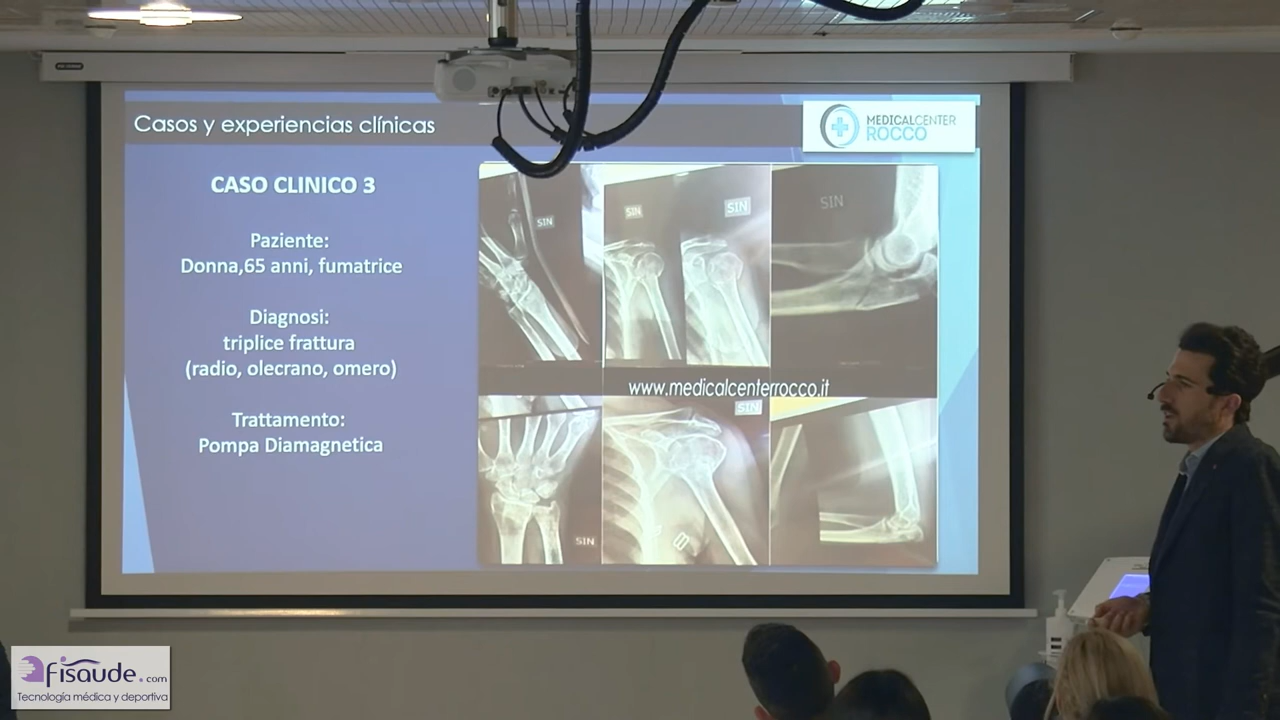 Casos y experiencias clínicas
MEDICALCENTER
ROCCO
CASO CLINICO 3
Paziente:
Donna,65 anni, fumatrice
Diagnosi:
triplice frattura
(radio, olecrano, omero)
Trattamento:
Pompa Diamagnetica
SIN
SIN
SIN
SIN
www.medicalcenterrocco.it
SIN
SIN
fisaude.com
Tecnología médica y deportiva